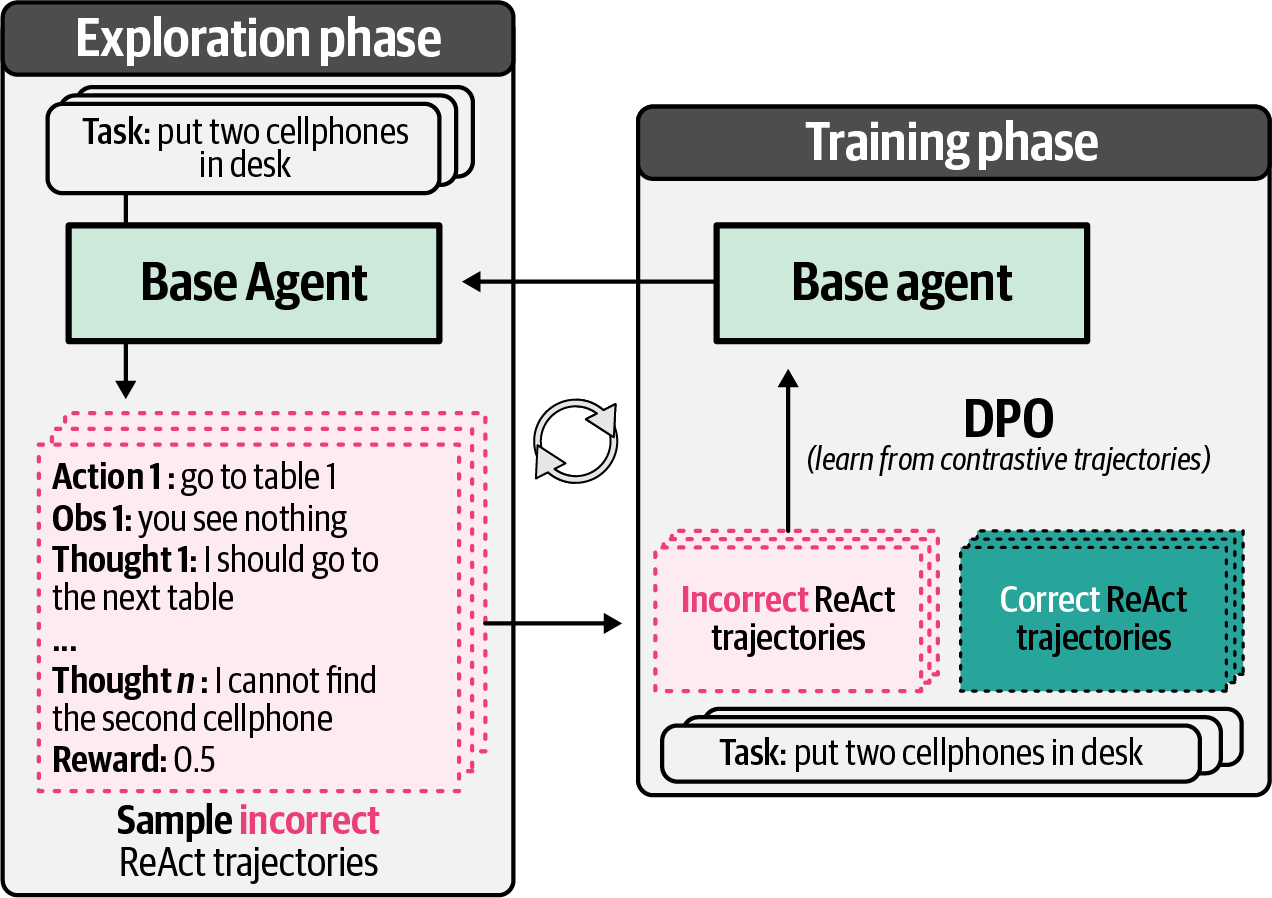 Exploration phase
Task: put two cellphones
in desk
Base Agent
Action 1 : go to table 1
Obs 1: you see nothing
Thought 1: I should go to
the next table
...
Thought n : I cannot find
the second cellphone
Reward: 0.5
Sample incorrect
ReAct trajectories
Training phase
Base agent
DPO
(learn from contrastive trajectories)
Incorrect ReAct
trajectories
Correct ReAct
trajectories
Task: put two cellphones in desk